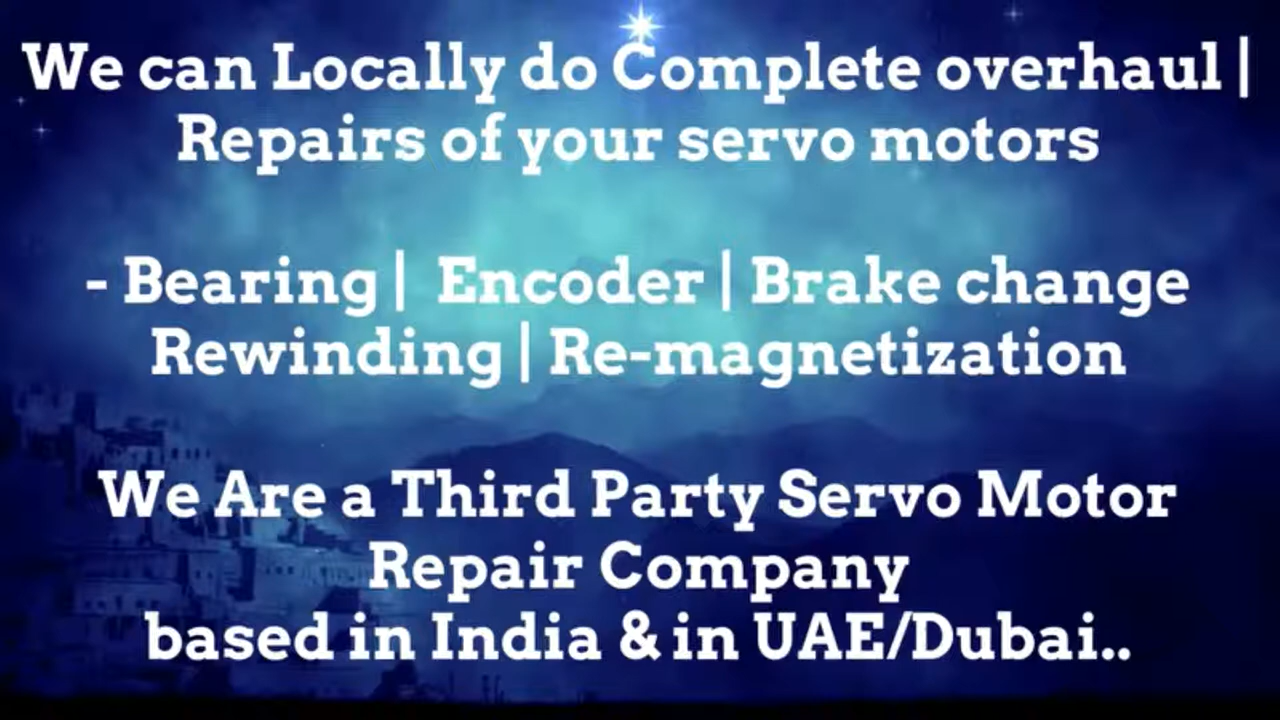 We can Locally do Complete overhaul |
Repairs of your servo motors
- Bearing | Encoder | Brake change
Rewinding | Re-magnetization
We Are a Third Party Servo Motor
Repair Company
based in India & in UAE/Dubai..